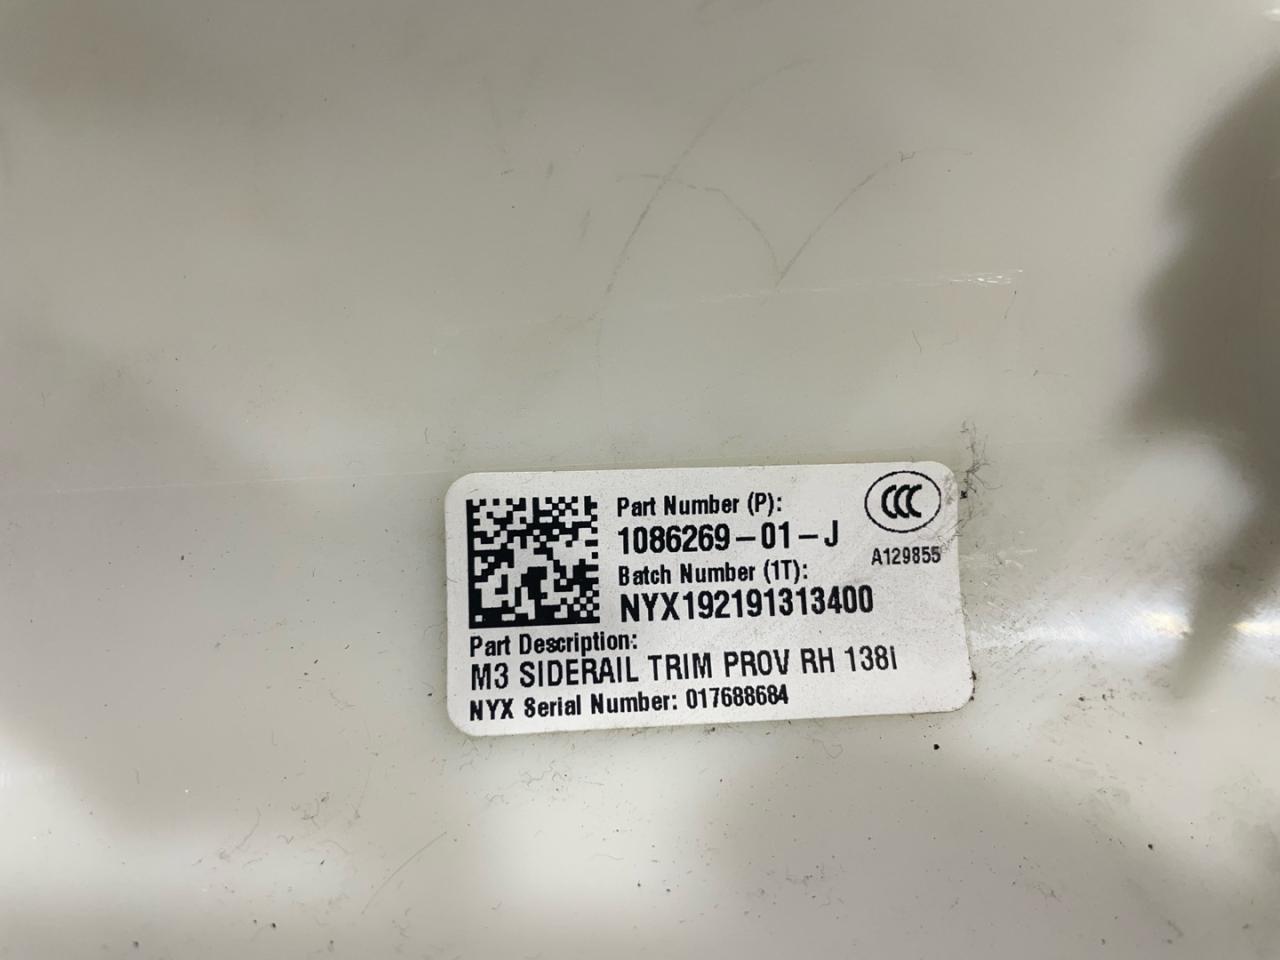 Part Number (P):
1086269-01-J
CCC
A129855
Batch Number (1T):
NYX192191313400
Part Description:
M3 SIDERAIL TRIM PROV RH 138I
NYX Serial Number: 017688684